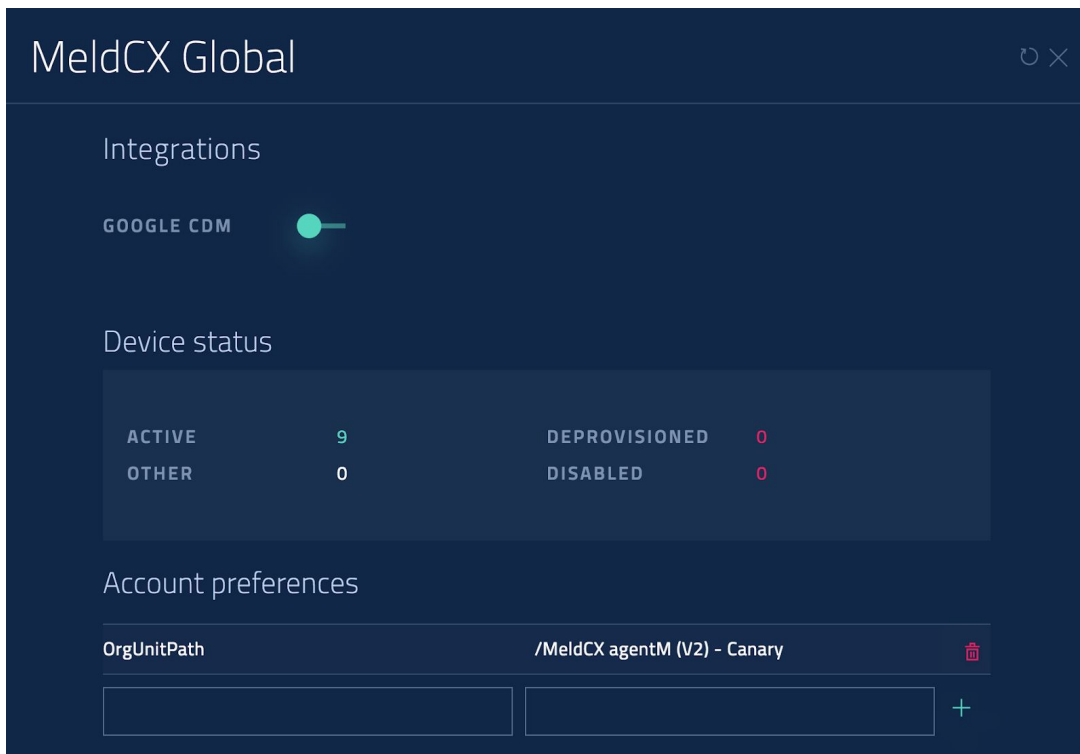 MeldCX Global
Integrations
GOOGLE CDM
Device status
ACTIVE 9 DEPROVISIONED 0
OTHER 0 DISABLED 0
Account preferences
OrgUnitPath /MeldCX agentM (V2) - Canary